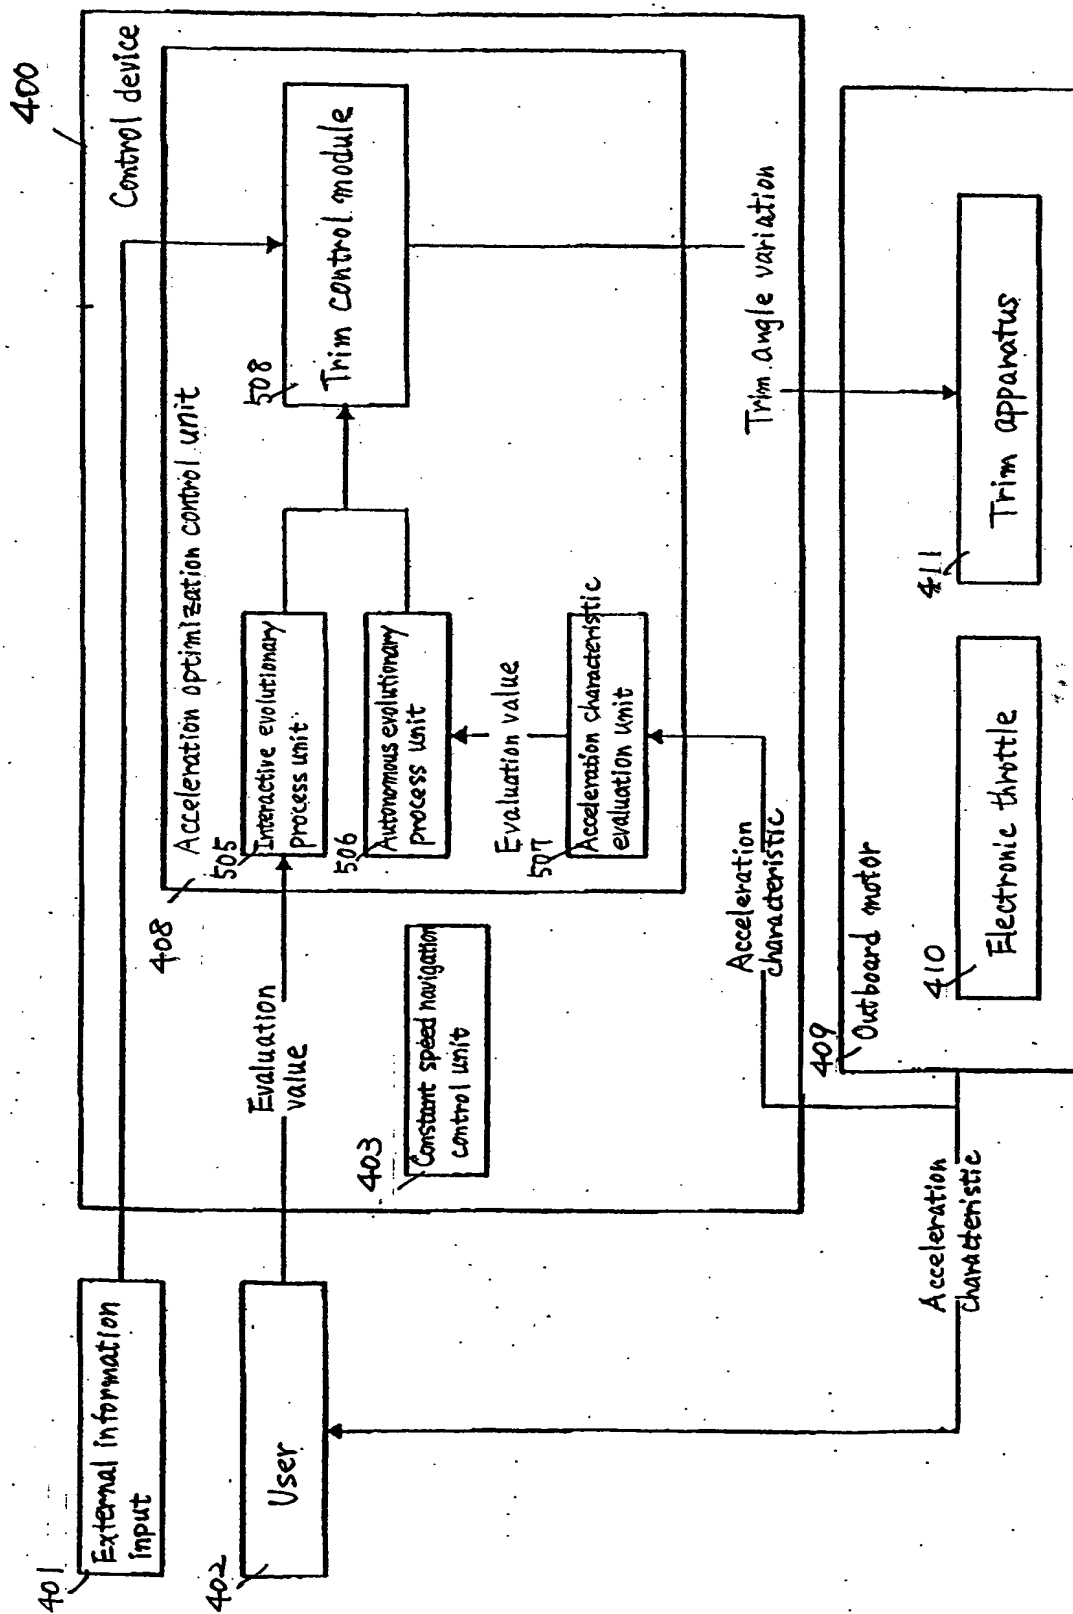 400
Control device
401
External information
input
402
User
Evaluation
value
403
Constant speed navigation
control unit
408
Acceleration optimization control unit
505
Interactive evolutionary
process unit
506
Autonomous evolutionary
process unit
Evaluation value
507
Acceleration characteristic
evaluation unit
508
Trim control module
Trim angle variation
Acceleration
characteristic
Acceleration
characteristic
409
Outboard motor
410
Electronic throttle
411
Trim apparatus